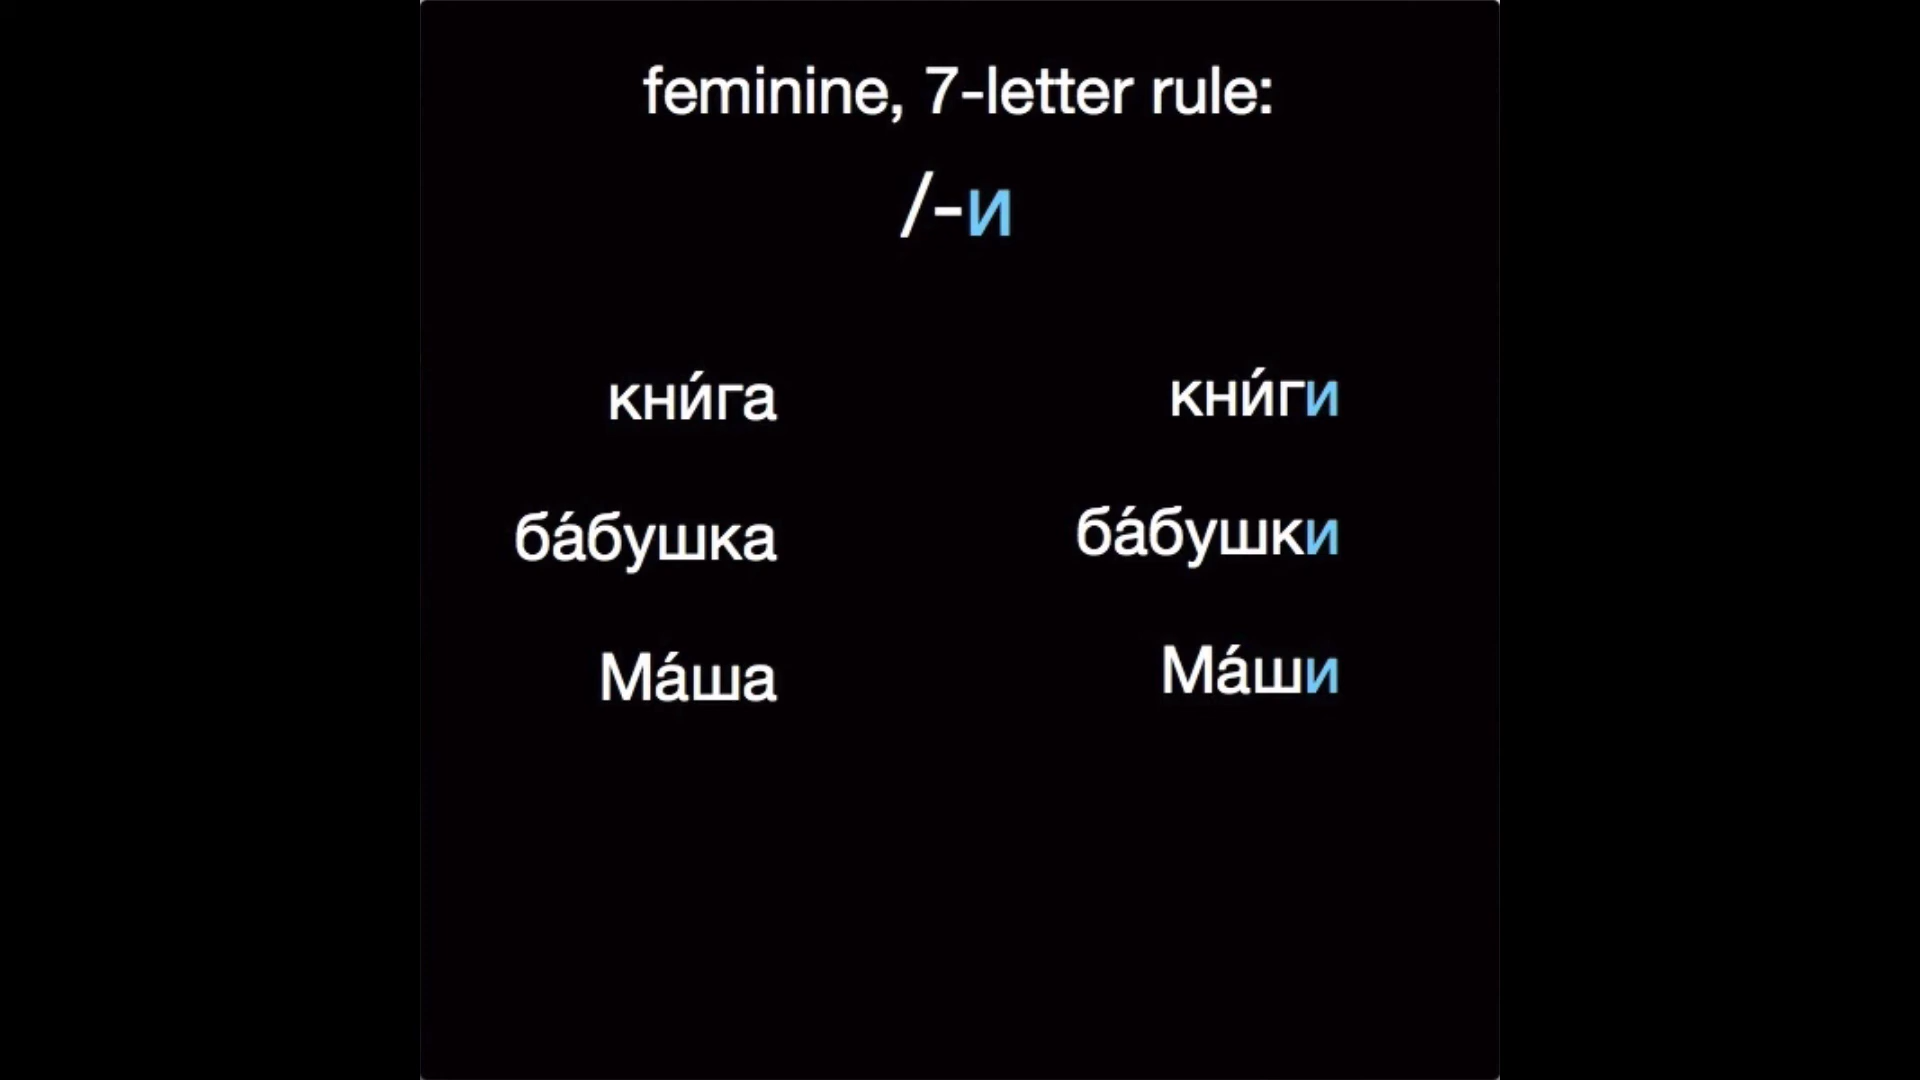 feminine, 7-letter rule:
/-и
кни́га кни́ги
ба́бушка ба́бушки
Ма́ша Ма́ши